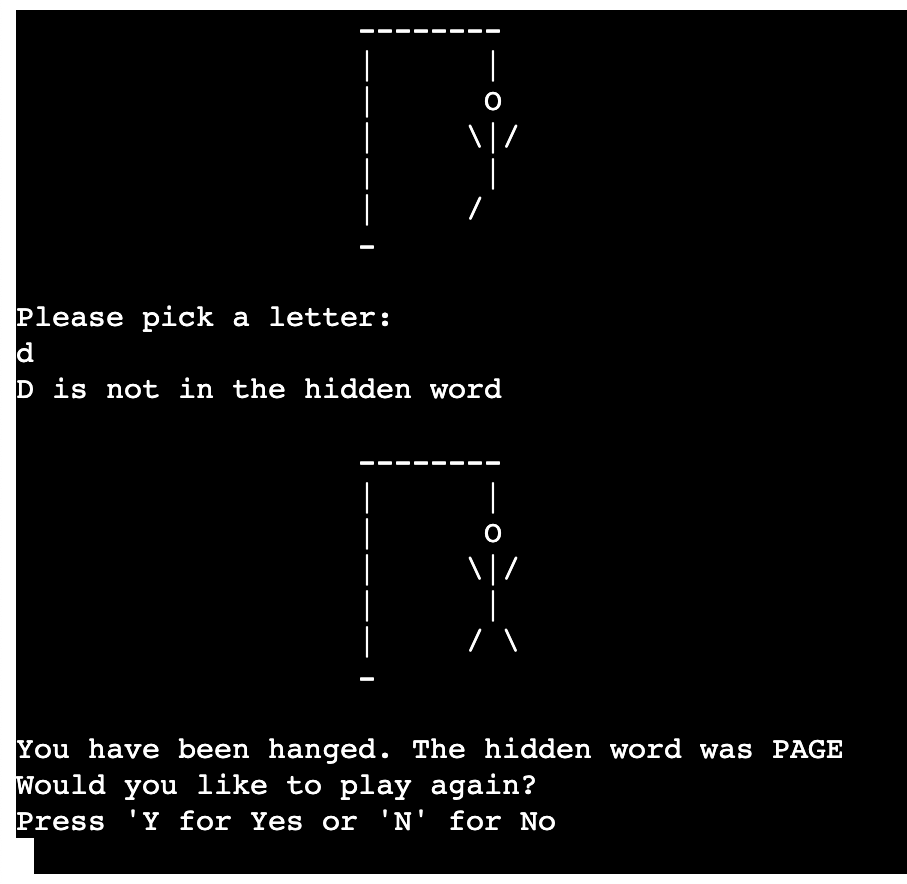 Please pick a letter:
d
D is not in the hidden word
You have been hanged. The hidden word was PAGE
Would you like to play again?
Press 'Y for Yes or 'N' for No